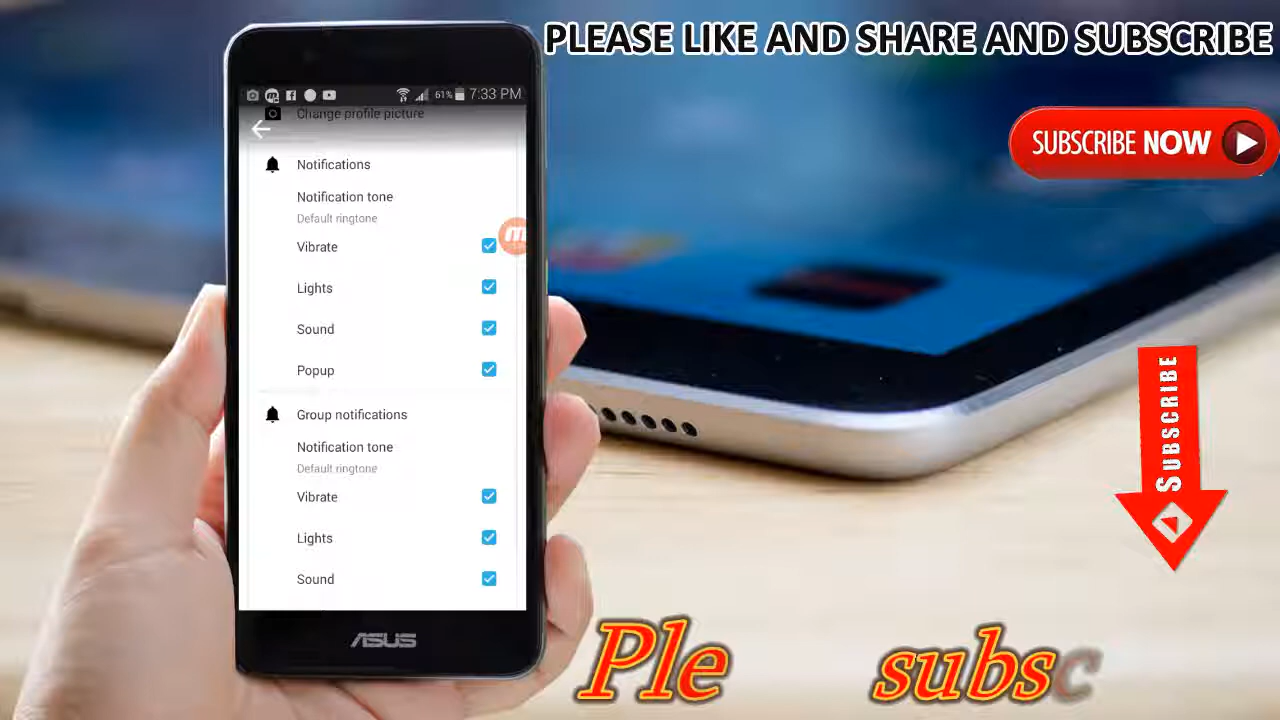 PLEASE LIKE AND SHARE AND SUBSCRIBE
61% 7:33 PM
Change profile picture
Notifications
Notification tone
Default ringtone
Vibrate
Lights
Sound
Popup
Group notifications
Notification tone
Default ringtone
Vibrate
Lights
Sound
ASUS
SUBSCRIBE NOW
SUBSCRIBE
Ple subsc